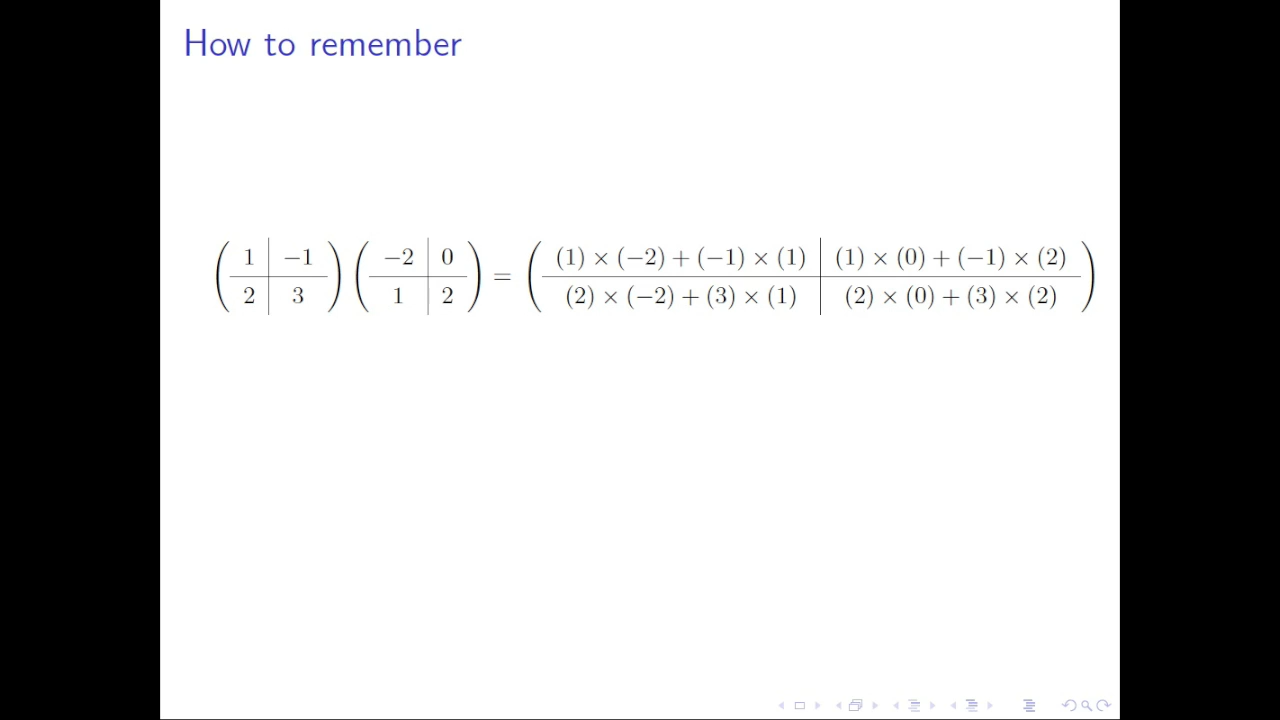 How to remember
( 1 | −1 ) ( −2 | 0 ) = ( (1) × (−2) + (−1) × (1) | (1) × (0) + (−1) × (2) )
( 2 | 3 ) ( 1 | 2 ) ( (2) × (−2) + (3) × (1) | (2) × (0) + (3) × (2) )